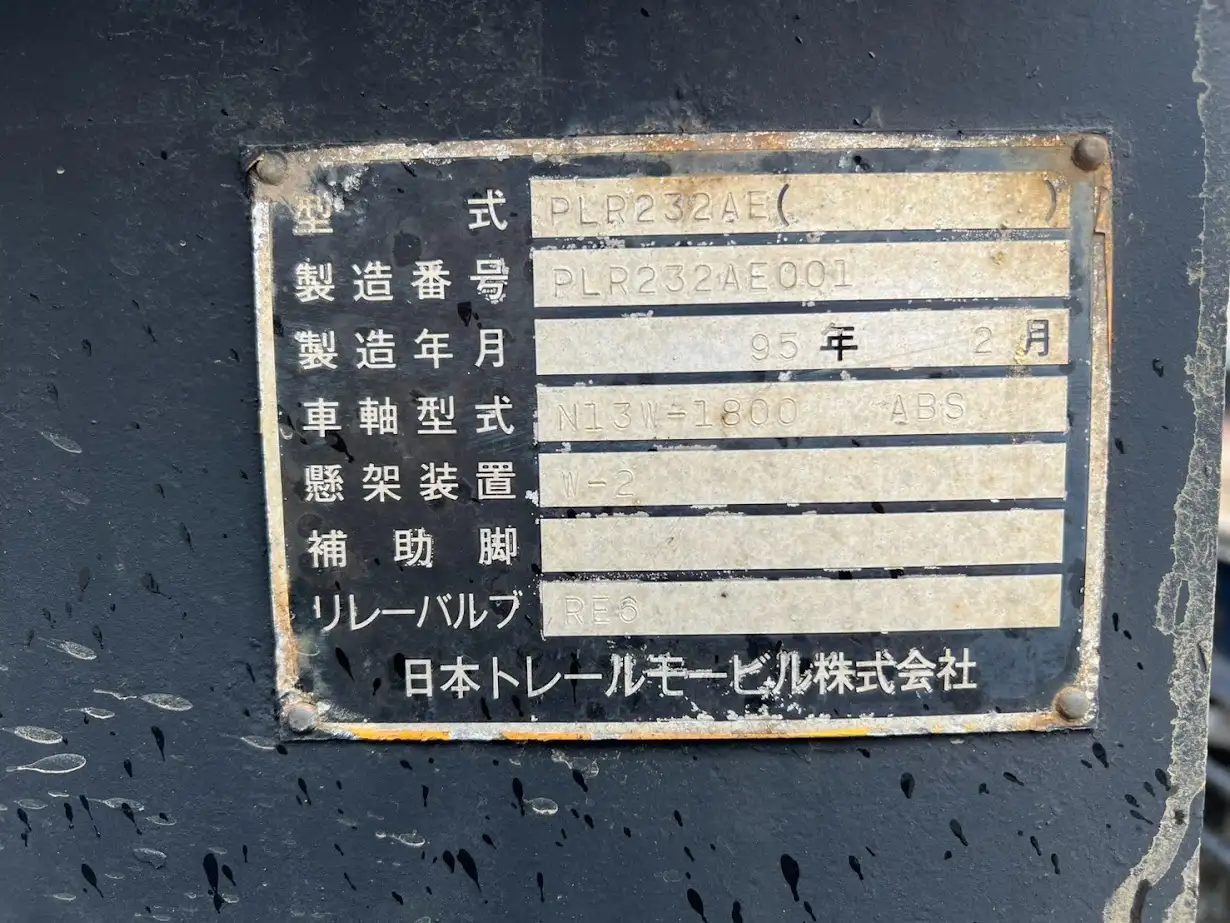 型式 PLR232AE( )
製造番号 PLR232AE001
製造年月 95年 2月
車軸型式 N13W-1800 ABS
懸架装置 W-2
補助脚
リレーバルブ RE6
日本トレールモービル株式会社